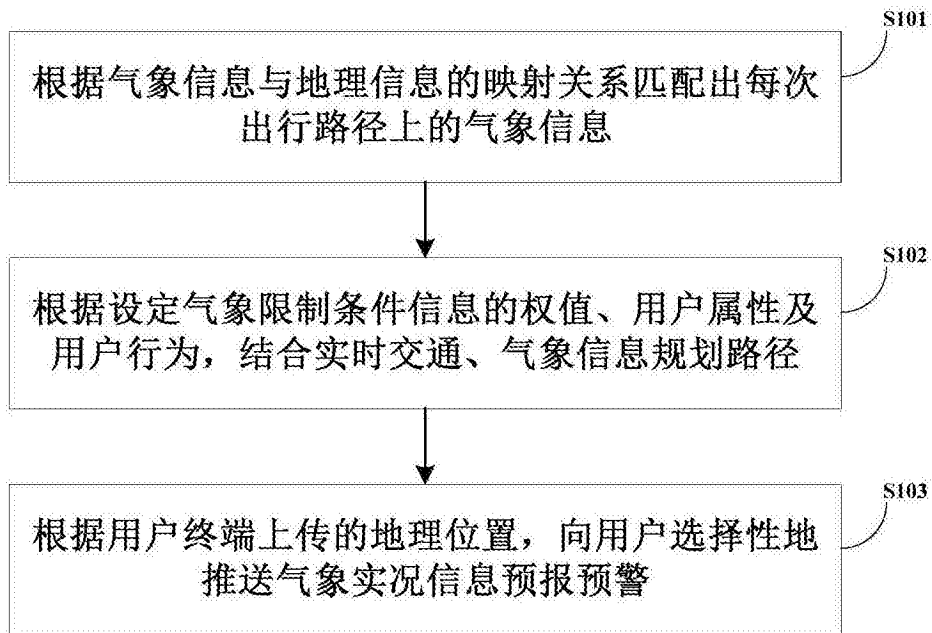 S101
根据气象信息与地理信息的映射关系匹配出每次
出行路径上的气象信息
S102
根据设定气象限制条件信息的权值、用户属性及
用户行为，结合实时交通、气象信息规划路径
S103
根据用户终端上传的地理位置，向用户选择性地
推送气象实况信息预报预警